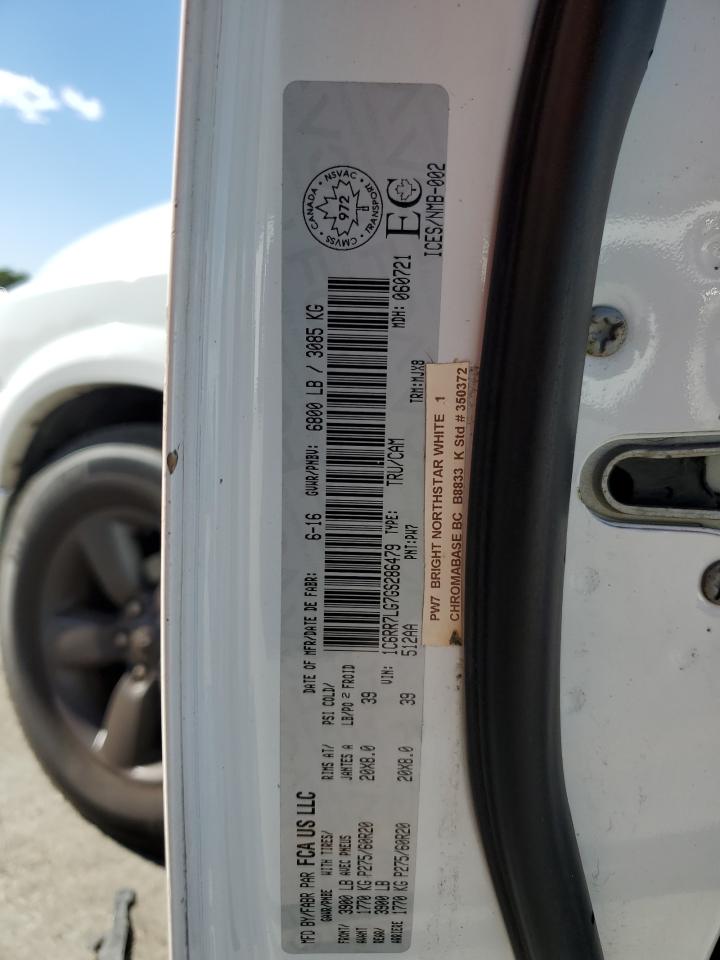 MFD BY/FABR PAR FCA US LLC
DATE OF MFR/DATE DE FABR: 6-16 GVWR/PNBV: 6800 LB / 3085 KG
GAWR/PNBE WITH TIRES/ RIMS AT/ PSI COLD/
FRONT/ 3900 LB AVEC PNEUS JANTES A LB/PO 2 FROID
AVANT 1770 KG P275/60R20 20X8.0 39
REAR/ 3900 LB
ARRIERE 1770 KG P275/60R20 20X8.0 39
VIN: 1C6RR7LG7GS286479 TYPE: TRU/CAM MDH: 060721
512AA PNT:PW7 TRM:MJX8
CMVSS · CANADA · NSVAC · TRANSPORT
972
EC
ICES/NMB-002
PW7 BRIGHT NORTHSTAR WHITE 1
CHROMABASE BC B8833 K Std # 350372